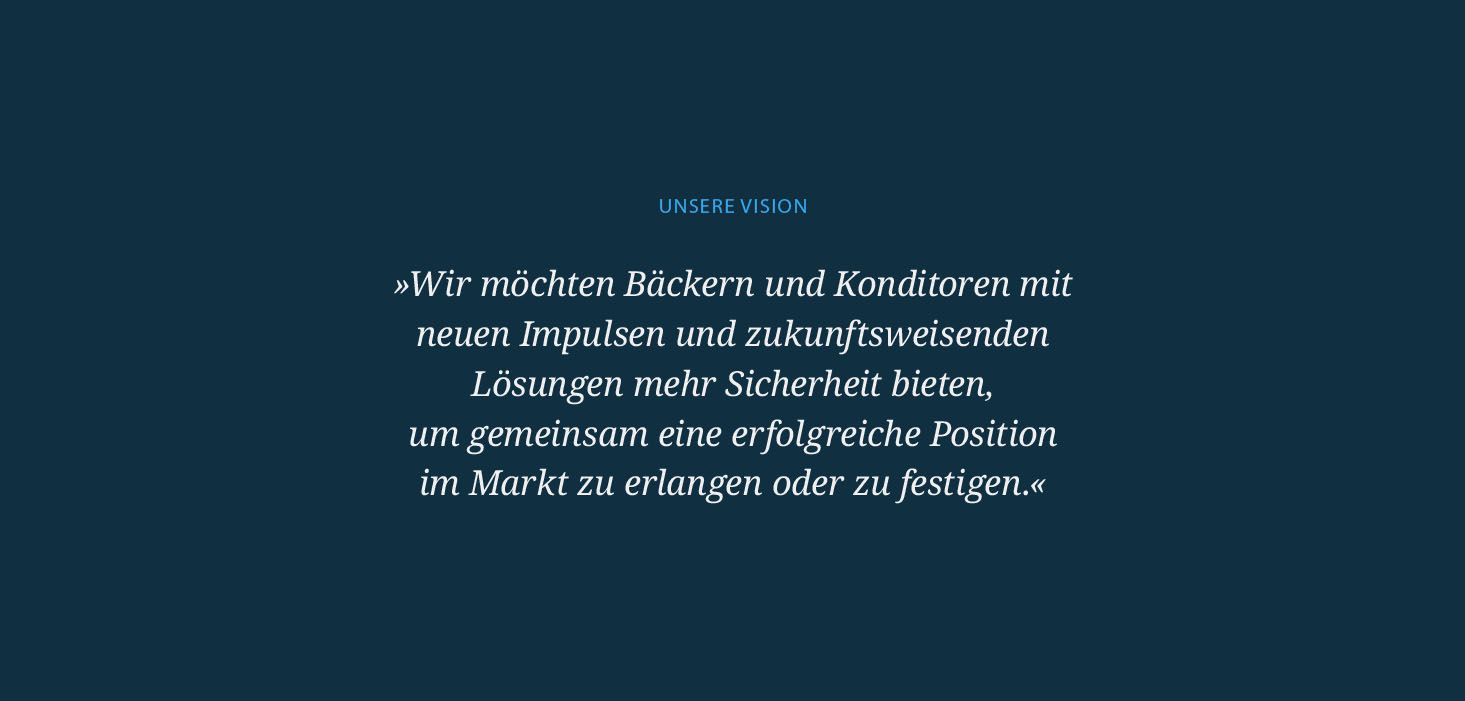 UNSERE VISION
»Wir möchten Bäckern und Konditoren mit
neuen Impulsen und zukunftsweisenden
Lösungen mehr Sicherheit bieten,
um gemeinsam eine erfolgreiche Position
im Markt zu erlangen oder zu festigen.«